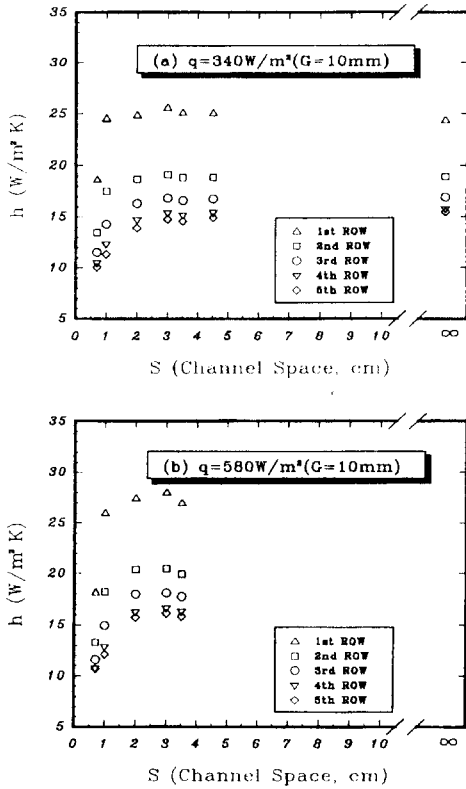 35
30
25
20
15
10
5
h (W/m² K)
(a) q=340W/m²(G=10mm)
1st ROW
2nd ROW
3rd ROW
4th ROW
5th ROW
0 1 2 3 4 5 6 7 8 9 10 ∞
S (Channel Space, cm)
35
30
25
20
15
10
5
h (W/m² K)
(b) q=580W/m²(G=10mm)
1st ROW
2nd ROW
3rd ROW
4th ROW
5th ROW
0 1 2 3 4 5 6 7 8 9 10 ∞
S (Channel Space, cm)